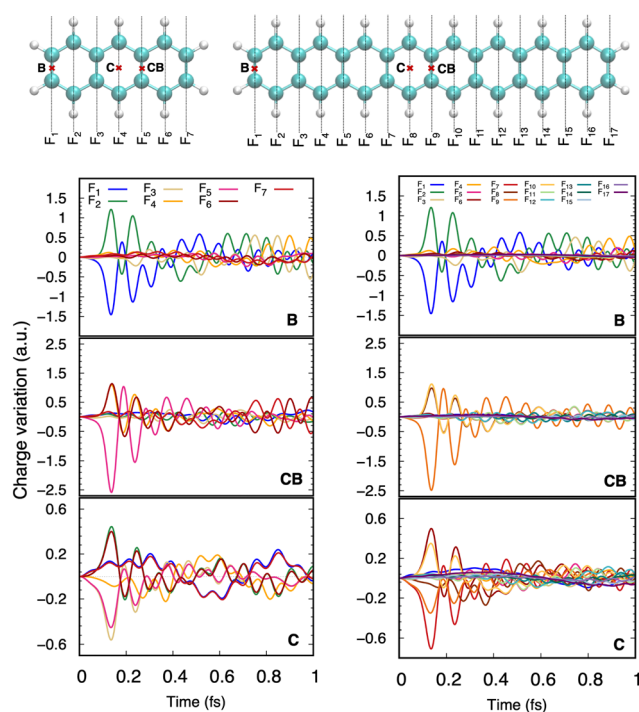 B C CB B C CB
F₁ F₂ F₃ F₄ F₅ F₆ F₇ F₁ F₂ F₃ F₄ F₅ F₆ F₇ F₈ F₉ F₁₀ F₁₁ F₁₂ F₁₃ F₁₄ F₁₅ F₁₆ F₁₇
F₁ F₃ F₅ F₇
F₂ F₄ F₆
F₁ F₄ F₇ F₁₀ F₁₃ F₁₆
F₂ F₅ F₈ F₁₁ F₁₄ F₁₇
F₃ F₆ F₉ F₁₂ F₁₅
1.5
1
0.5
0
−0.5
−1
−1.5
B
1.5
1
0.5
0
−0.5
−1
−1.5
B
Charge variation (a.u.)
2.5
1.5
0.5
−0.5
−1.5
−2.5
CB
2.5
1.5
0.5
−0.5
−1.5
−2.5
CB
0.6
0.2
−0.2
−0.6
C
0.6
0.2
−0.2
−0.6
C
0 0.2 0.4 0.6 0.8 1
0 0.2 0.4 0.6 0.8 1
Time (fs)
Time (fs)